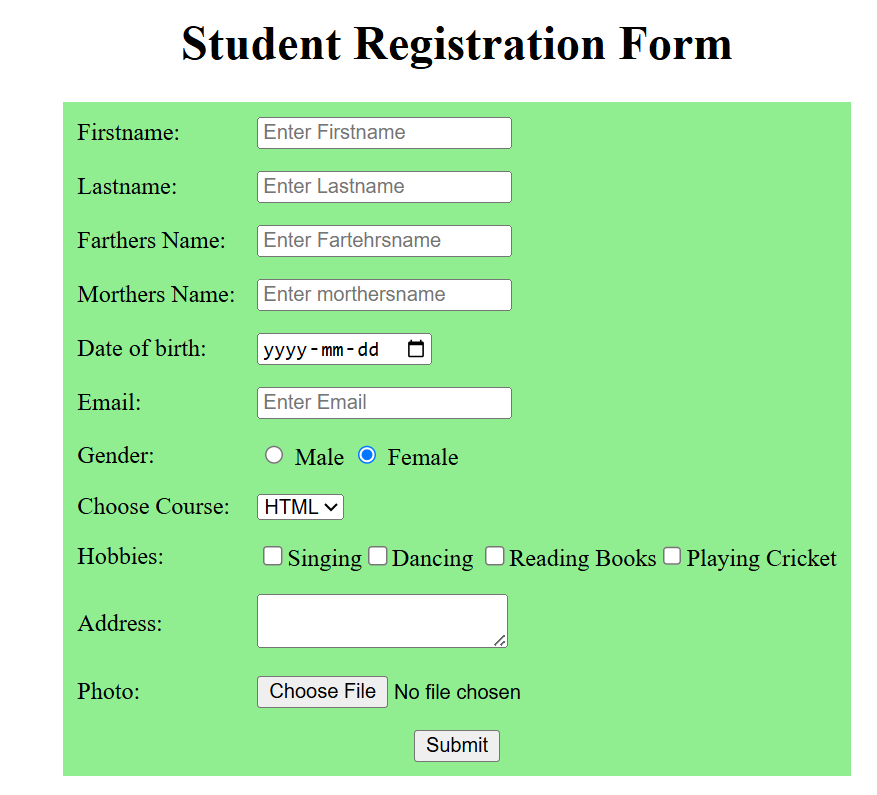 Student Registration Form
Firstname: Enter Firstname
Lastname: Enter Lastname
Farthers Name: Enter Fartehrsname
Morthers Name: Enter morthersname
Date of birth: yyyy-mm-dd
Email: Enter Email
Gender: Male Female
Choose Course: HTML
Hobbies: Singing Dancing Reading Books Playing Cricket
Address:
Photo: Choose File No file chosen
Submit